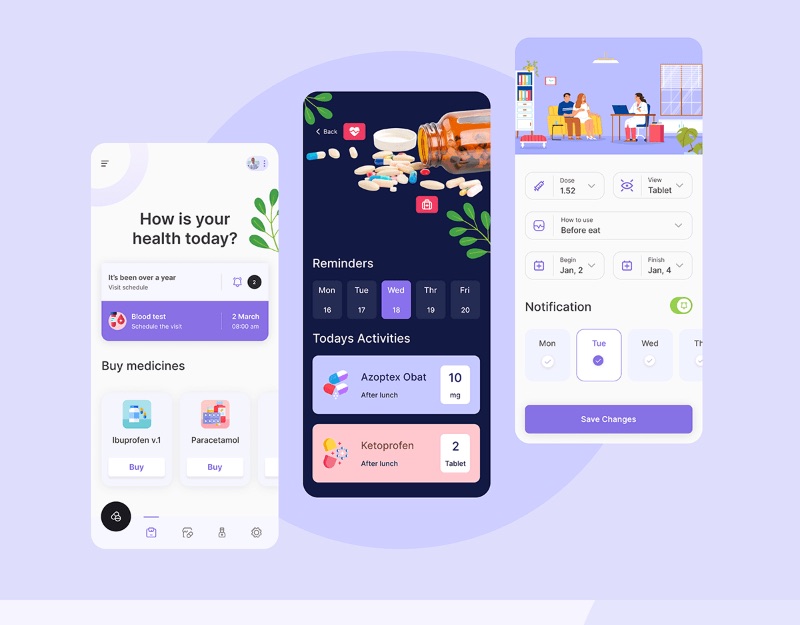 How is your
health today?
It's been over a year
Visit schedule
2
Blood test
Schedule the visit
2 March
08:00 am
Buy medicines
Ibuprofen v.1
Buy
Paracetamol
Buy
Back
Reminders
Mon
16
Tue
17
Wed
18
Thr
19
Fri
20
Todays Activities
Azoptex Obat
After lunch
10
mg
Ketoprofen
After lunch
2
Tablet
Dose
1.52
View
Tablet
How to use
Before eat
Begin
Jan, 2
Finish
Jan, 4
Notification
Mon
Tue
Wed
Th
Save Changes